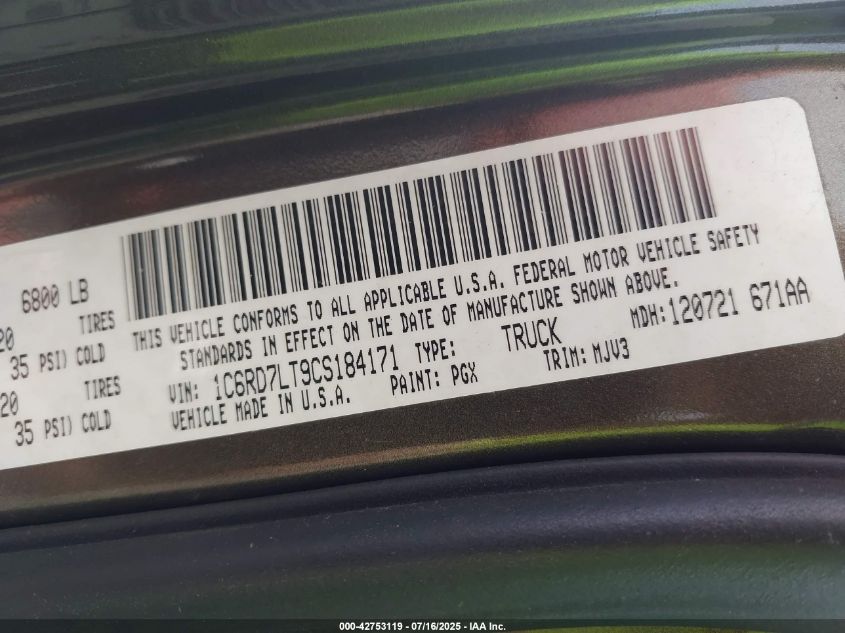 6800 LB
20 TIRES
35 PSI) COLD
20 TIRES
35 PSI) COLD
THIS VEHICLE CONFORMS TO ALL APPLICABLE U.S.A. FEDERAL MOTOR VEHICLE SAFETY
STANDARDS IN EFFECT ON THE DATE OF MANUFACTURE SHOWN ABOVE.
VIN: 1C6RD7LT9CS184171 TYPE: TRUCK MDH:120721 671AA
VEHICLE MADE IN U.S.A. PAINT: PGX TRIM: MJV3
000-42753119 - 07/16/2025 - IAA Inc.